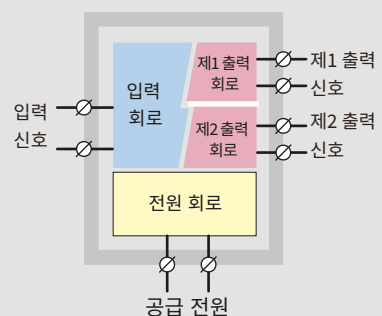 제1 출력
회로
제1 출력
신호
입력
회로
입력
신호
제2 출력
회로
제2 출력
신호
전원 회로
공급 전원